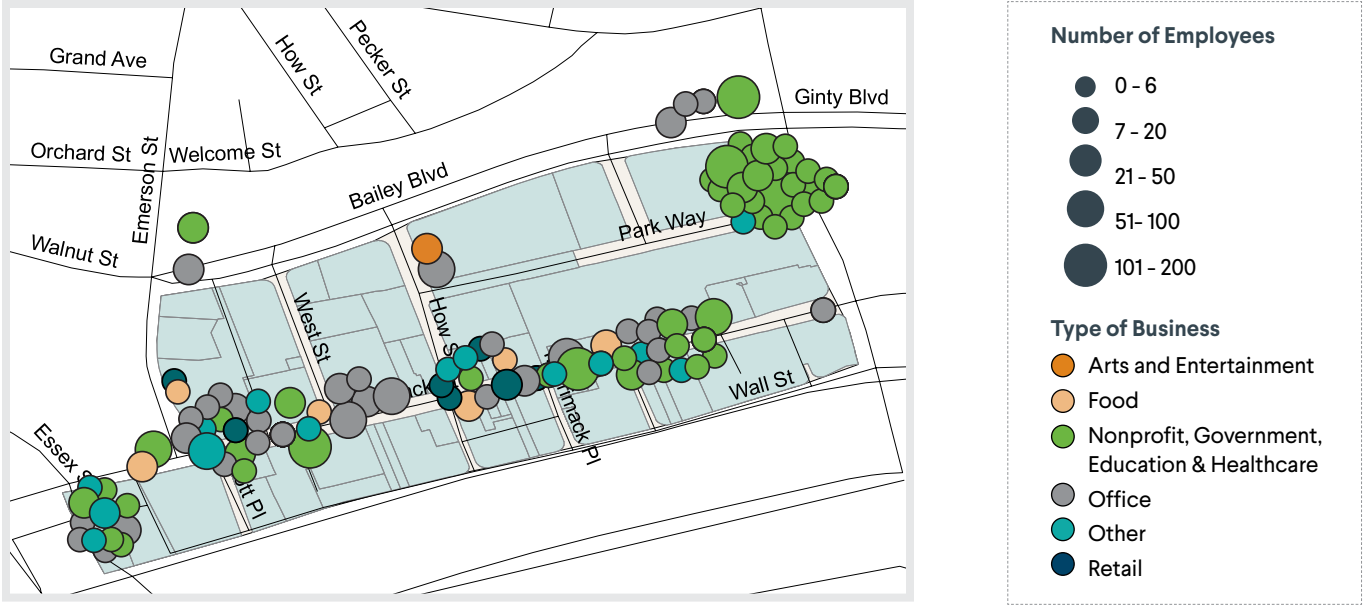 Grand Ave
How St
Pecker St
Ginty Blvd
Orchard St
Welcome St
Emerson St
Bailey Blvd
Walnut St
Park Way
West St
How S
Wall St
Essex S
Number of Employees
0 - 6
7 - 20
21 - 50
51- 100
101 - 200
Type of Business
Arts and Entertainment
Food
Nonprofit, Government,
Education & Healthcare
Office
Other
Retail